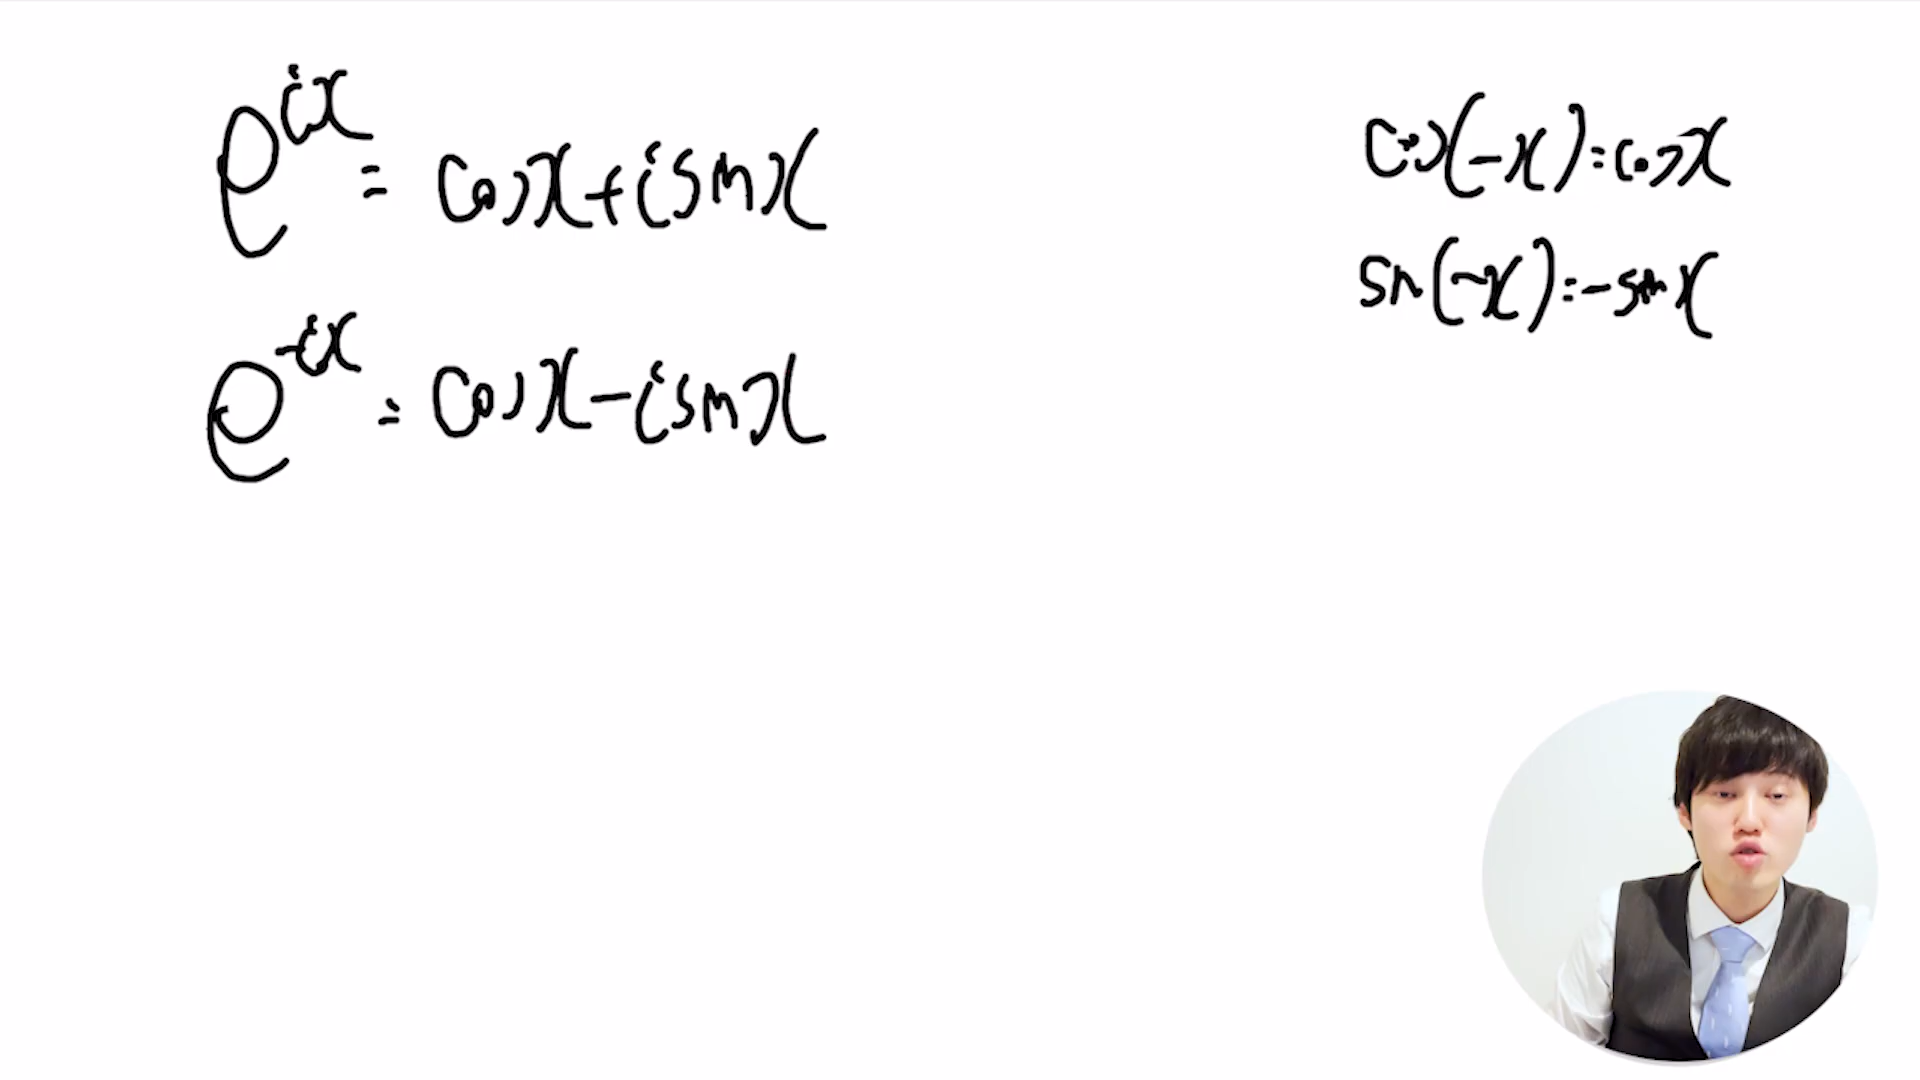 e^{ix} = cos x + i sin x
e^{-ix} = cos x - i sin x
cos(-x) = cos x
sin(-x) = -sin x